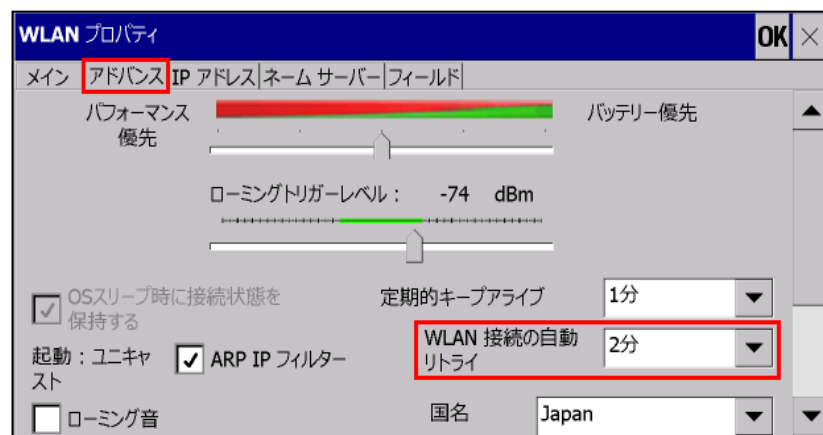 WLAN プロパティ OK ×
メイン アドバンス IP アドレス ネーム サーバー フィールド
パフォーマンス
優先
バッテリー優先
ローミングトリガーレベル： -74 dBm
OSスリープ時に接続状態を
保持する
定期的キープアライブ 1分
WLAN 接続の自動
リトライ
2分
起動：ユニキャ
スト
ARP IP フィルター
ローミング音
国名 Japan